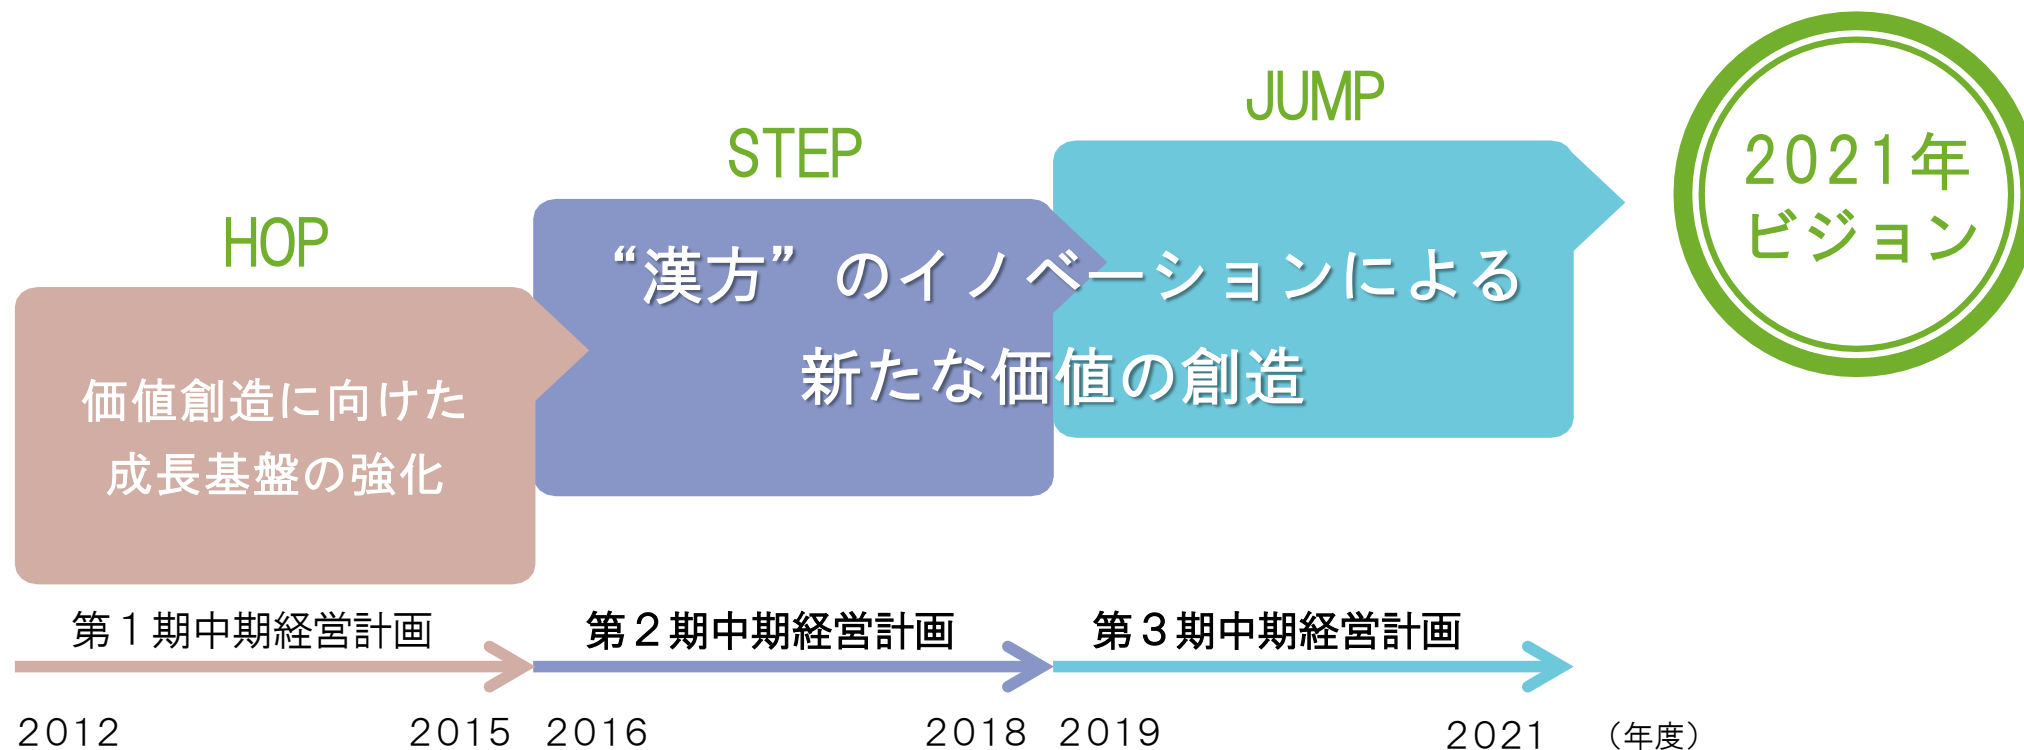 HOP
STEP
JUMP
2021年
ビジョン
価値創造に向けた
成長基盤の強化
“漢方”のイノベーションによる
新たな価値の創造
第1期中期経営計画
第2期中期経営計画
第3期中期経営計画
2012 2015 2016 2018 2019 2021 （年度）